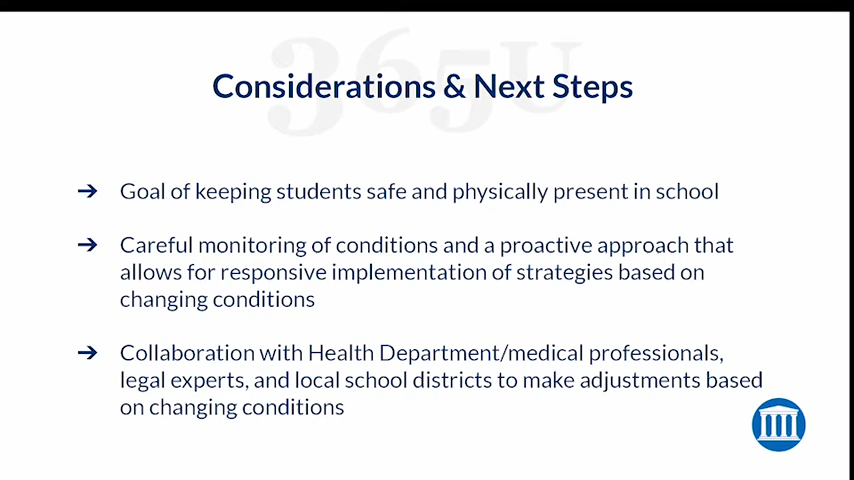 365U
Considerations & Next Steps
➔ Goal of keeping students safe and physically present in school
➔ Careful monitoring of conditions and a proactive approach that
allows for responsive implementation of strategies based on
changing conditions
➔ Collaboration with Health Department/medical professionals,
legal experts, and local school districts to make adjustments based
on changing conditions